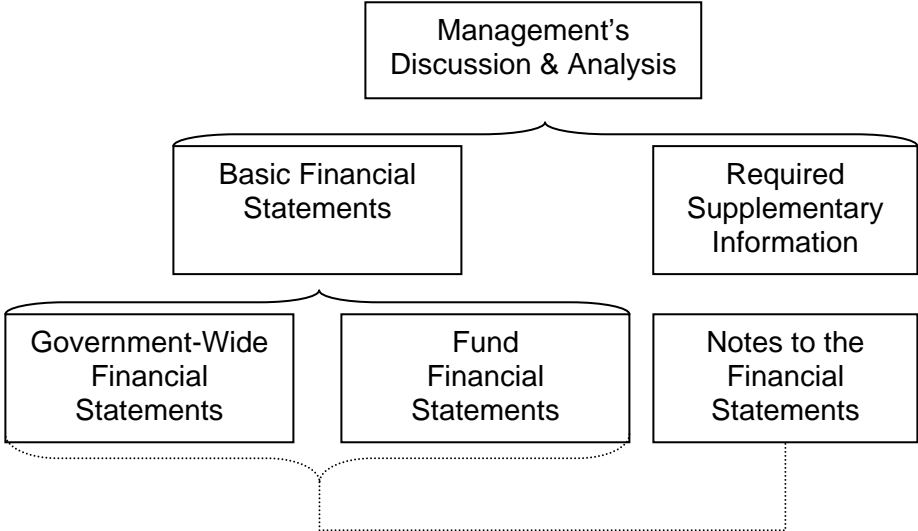 Management’s
Discussion & Analysis
Basic Financial
Statements
Required
Supplementary
Information
Government-Wide
Financial
Statements
Fund
Financial
Statements
Notes to the
Financial
Statements